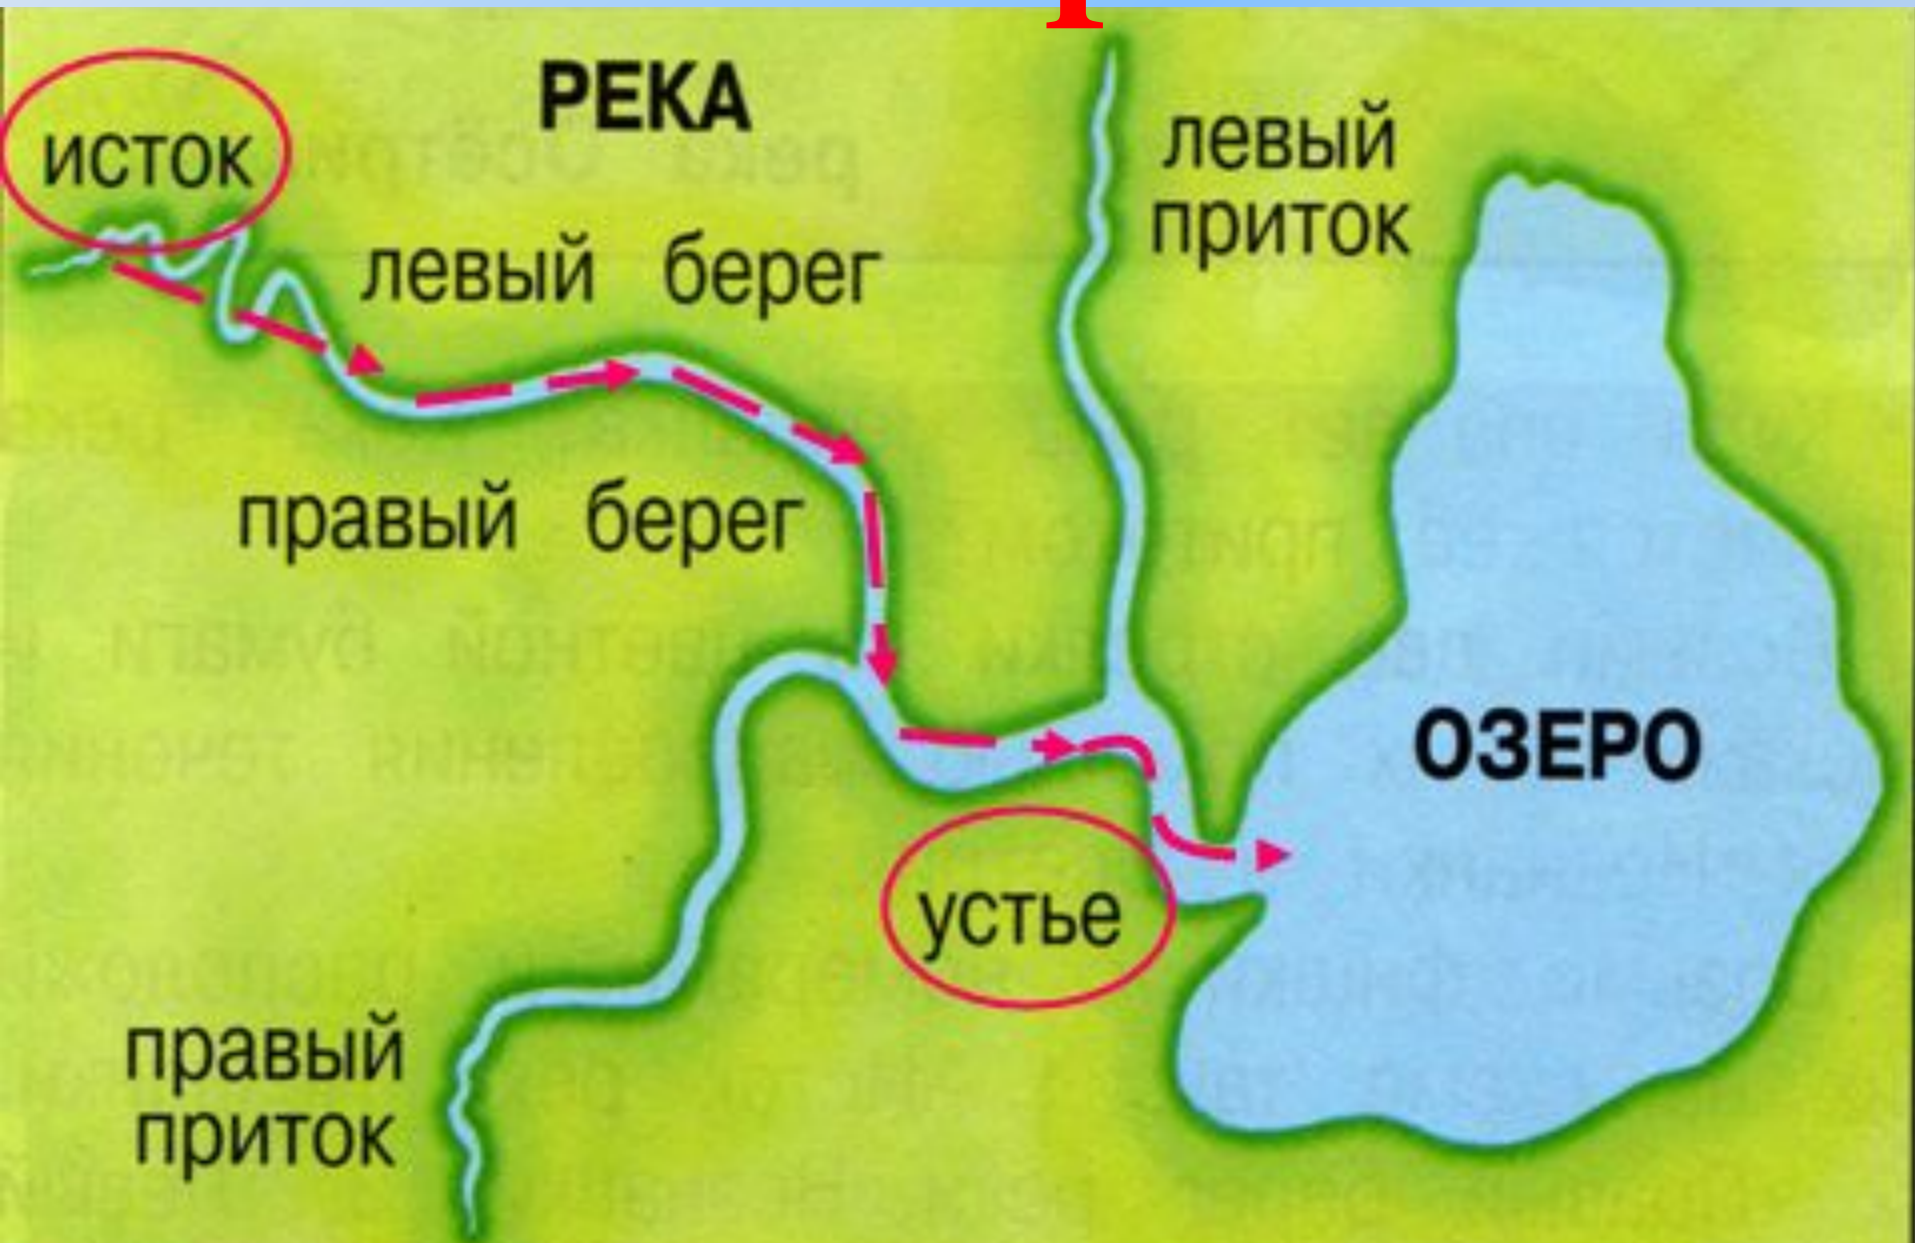 РЕКА
исток
левый берег
левый
приток
правый берег
ОЗЕРО
устье
правый
приток